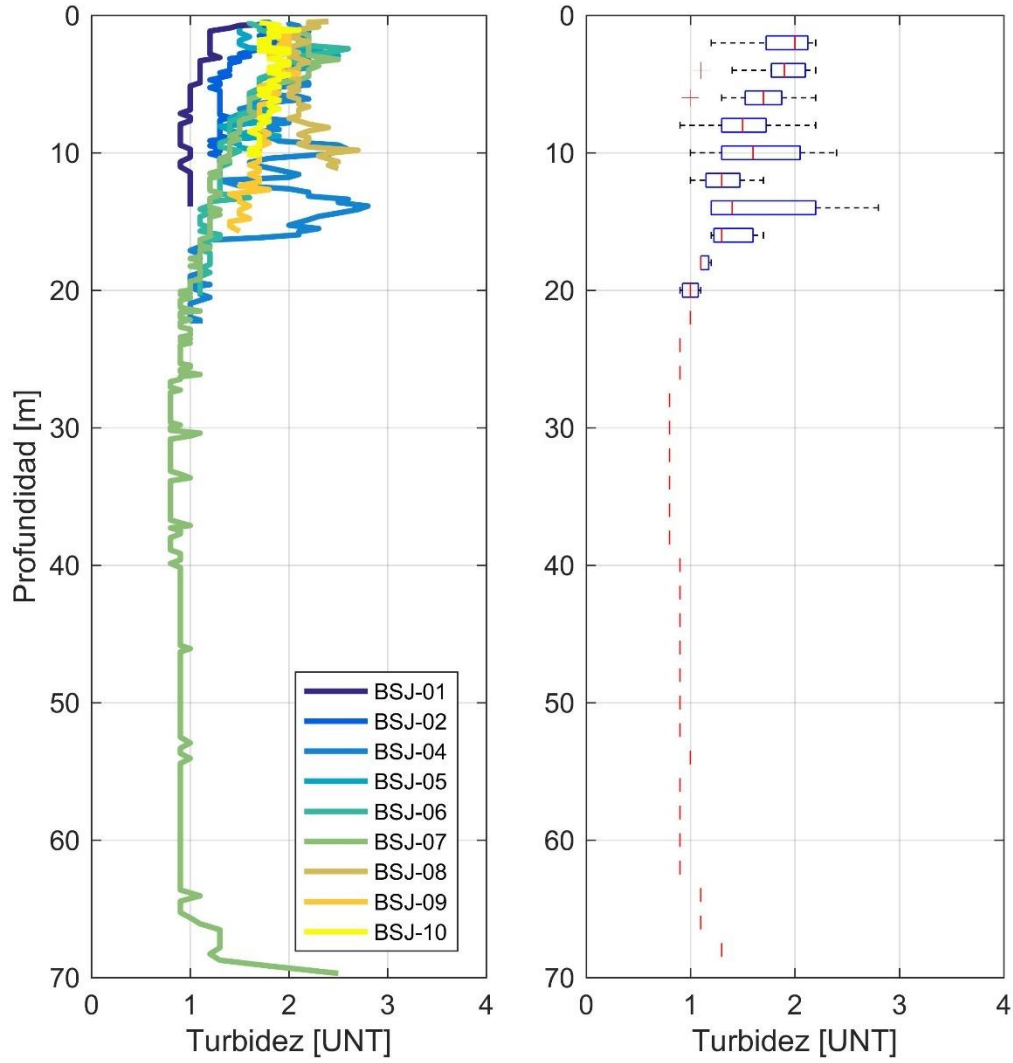 0
10
20
30
40
50
60
70
Profundidad [m]
0 1 2 3 4
Turbidez [UNT]
BSJ-01
BSJ-02
BSJ-04
BSJ-05
BSJ-06
BSJ-07
BSJ-08
BSJ-09
BSJ-10
0
10
20
30
40
50
60
70
0 1 2 3 4
Turbidez [UNT]